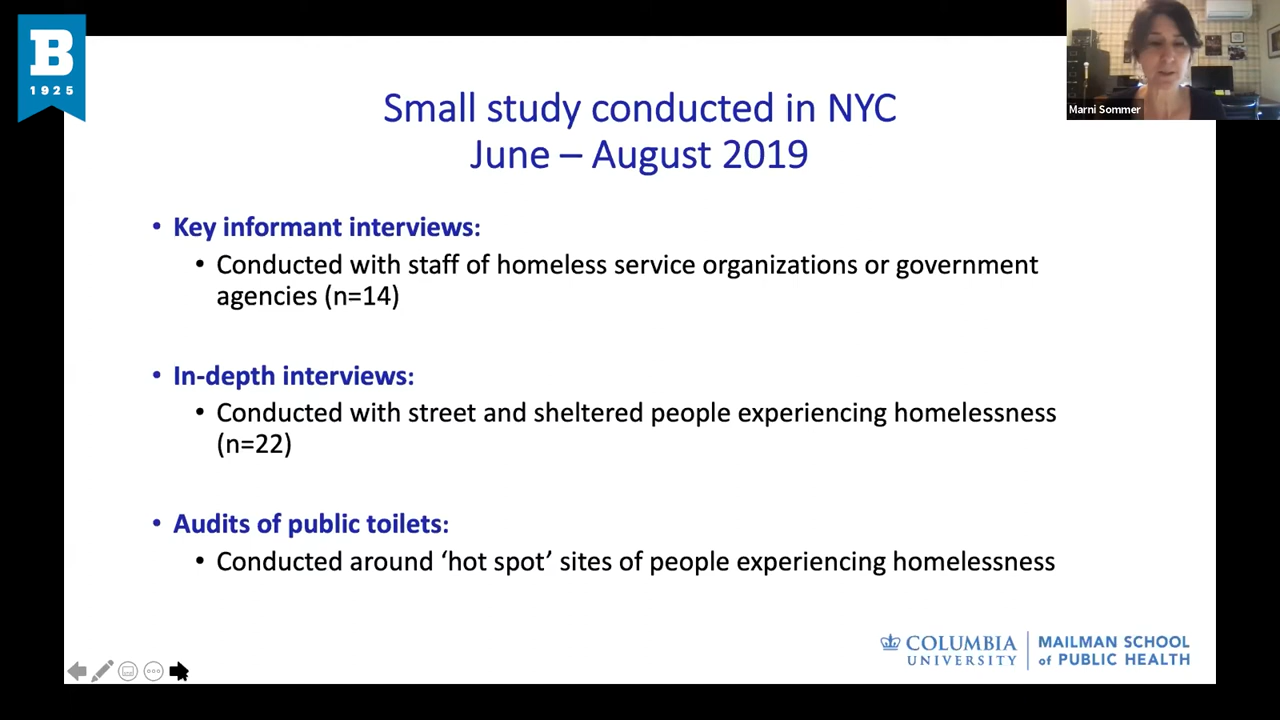 B
1925
Marni Sommer
Small study conducted in NYC
June – August 2019
• Key informant interviews:
• Conducted with staff of homeless service organizations or government
agencies (n=14)
• In-depth interviews:
• Conducted with street and sheltered people experiencing homelessness
(n=22)
• Audits of public toilets:
• Conducted around ‘hot spot’ sites of people experiencing homelessness
COLUMBIA
UNIVERSITY
MAILMAN SCHOOL
of PUBLIC HEALTH